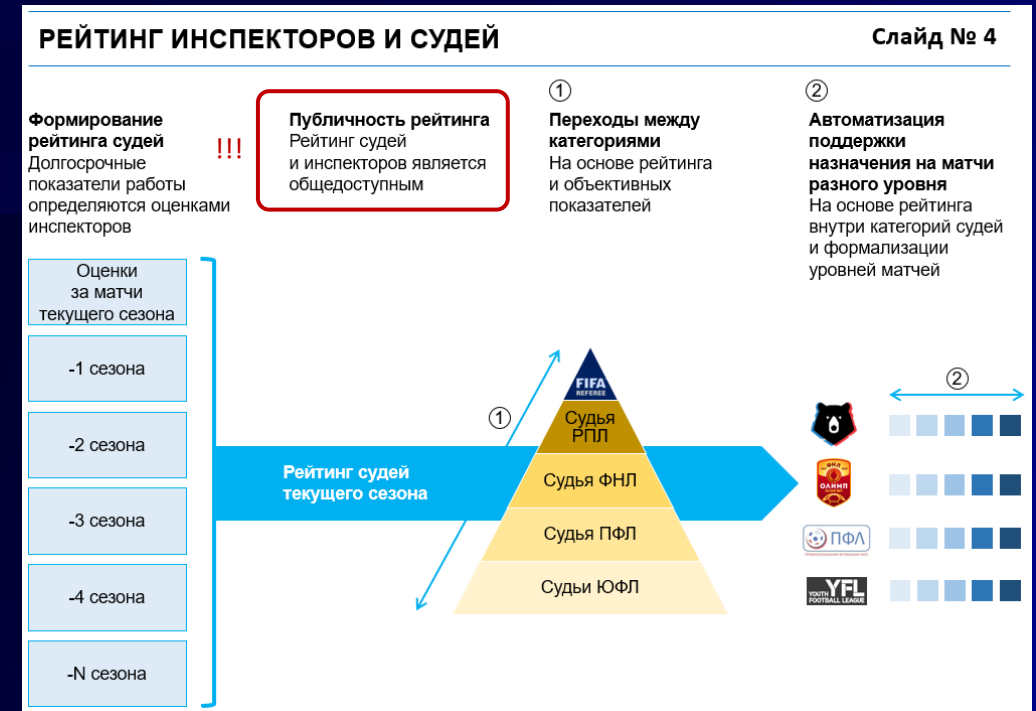 РЕЙТИНГ ИНСПЕКТОРОВ И СУДЕЙ
Слайд № 4
Формирование
рейтинга судей
Долгосрочные
показатели работы
определяются оценками
инспекторов
!!!
Публичность рейтинга
Рейтинг судей
и инспекторов является
общедоступным
1
Переходы между
категориями
На основе рейтинга
и объективных
показателей
2
Автоматизация
поддержки
назначения на матчи
разного уровня
На основе рейтинга
внутри категорий судей
и формализации
уровней матчей
Оценки
за матчи
текущего сезона
-1 сезона
-2 сезона
-3 сезона
-4 сезона
-N сезона
Рейтинг судей
текущего сезона
1
FIFA
REFEREE
Судья
РПЛ
Судья ФНЛ
Судья ПФЛ
Судьи ЮФЛ
2
ФНЛ
ОЛИМП
ПФЛ
YOUTH YFL
FOOTBALL LEAGUE